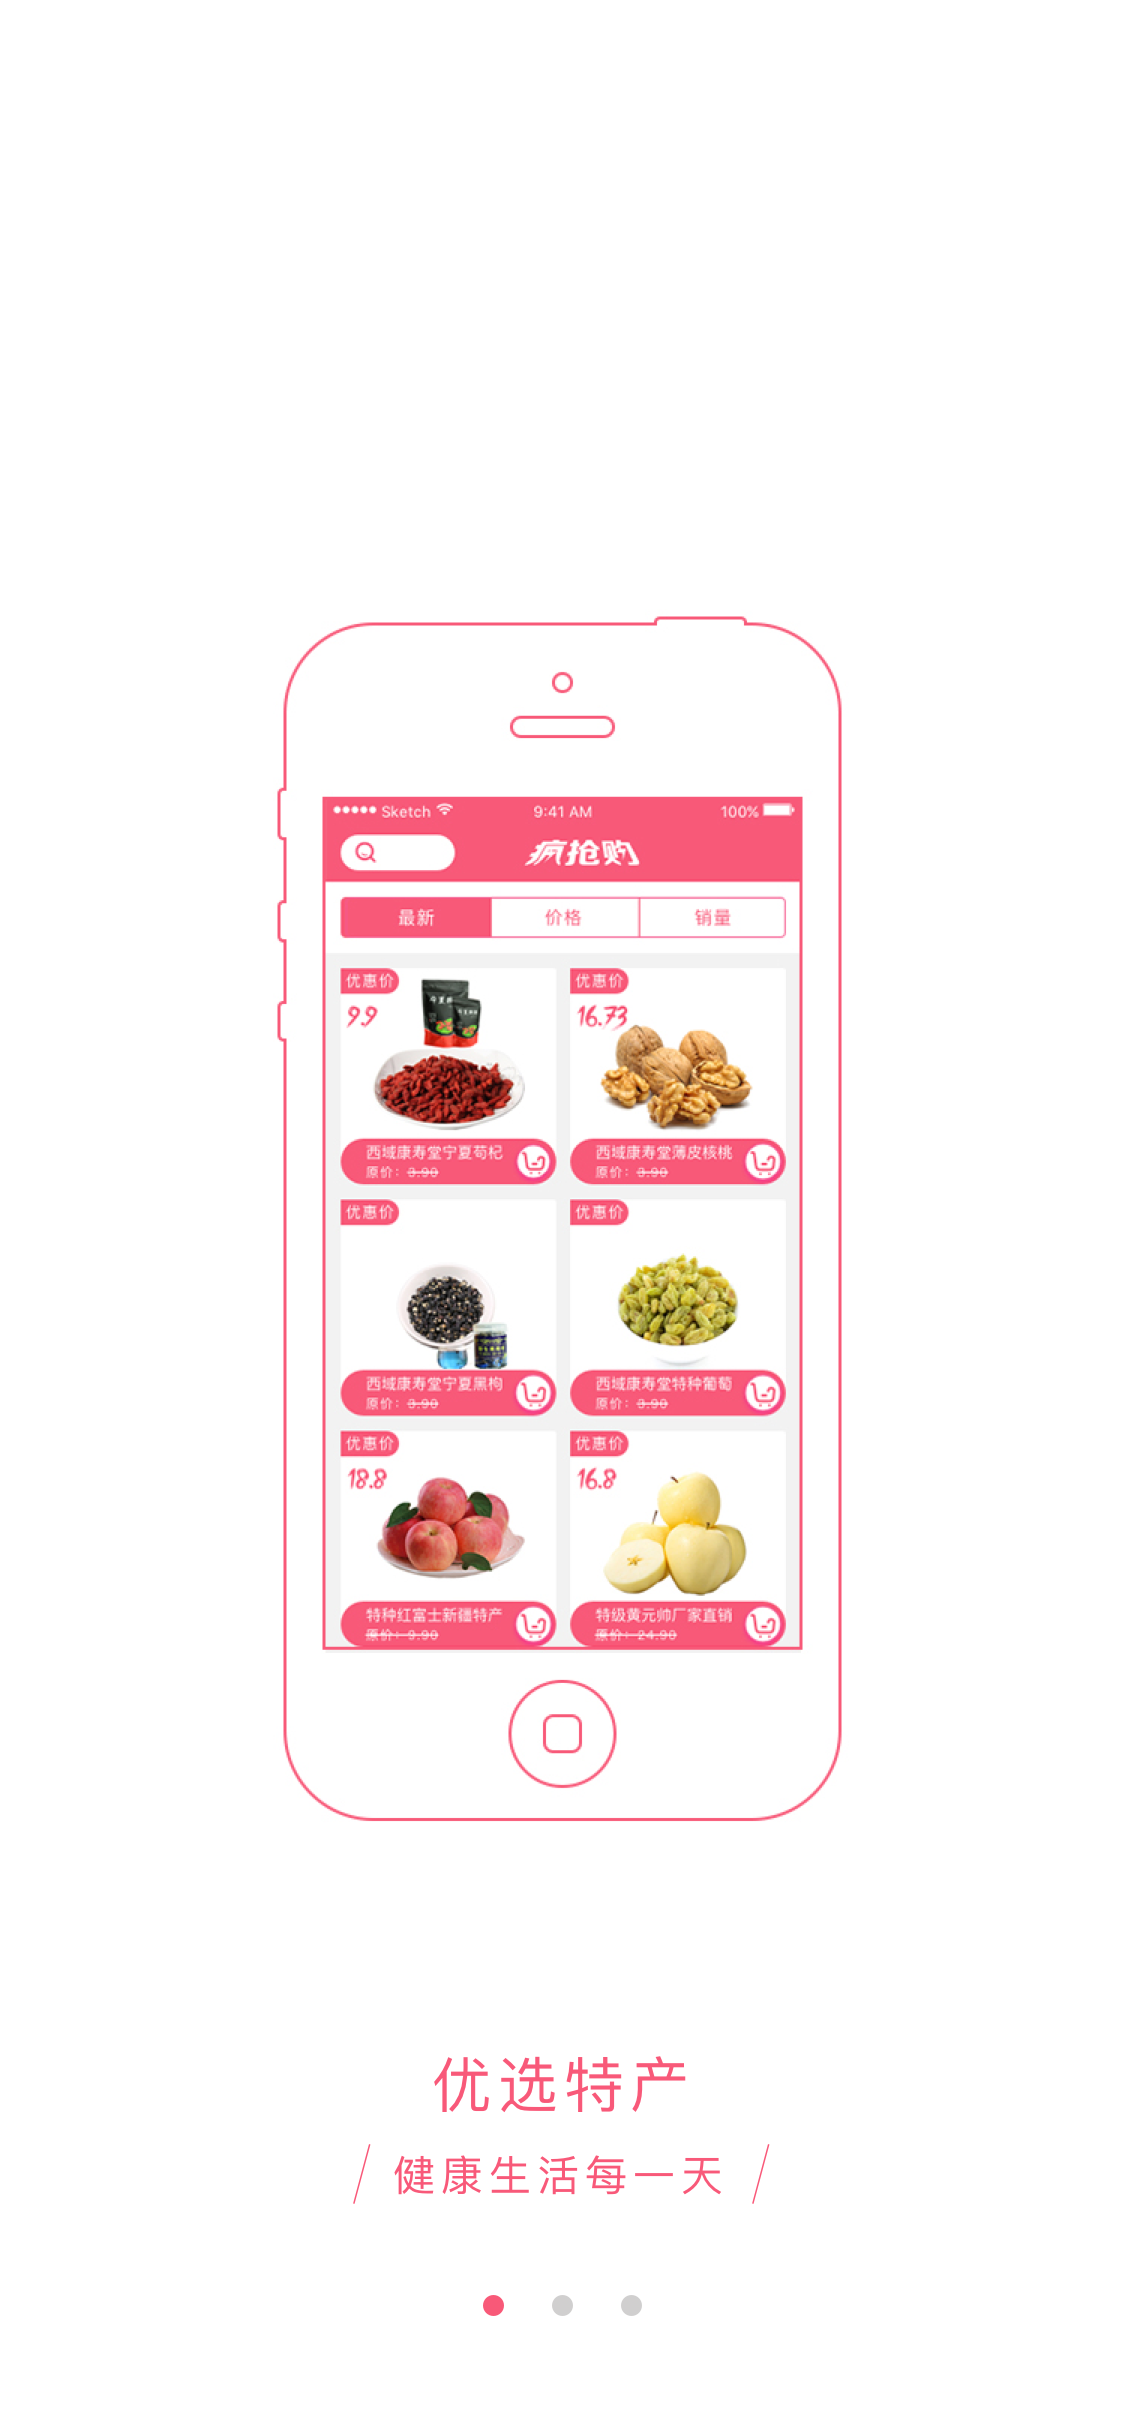 Sketch 9:41 AM 100%
疯抢购
最新 价格 销量
优惠价 优惠价
9.9 16.73
西域康寿堂宁夏苟杞 西域康寿堂薄皮核桃
原价：3.90 原价：3.90
优惠价 优惠价
西域康寿堂宁夏黑枸 西域康寿堂特种葡萄
原价：3.90 原价：3.90
优惠价 优惠价
18.8 16.8
特种红富士新疆特产 特级黄元帅厂家直销
原价：9.90 原价：24.90
优选特产
健康生活每一天